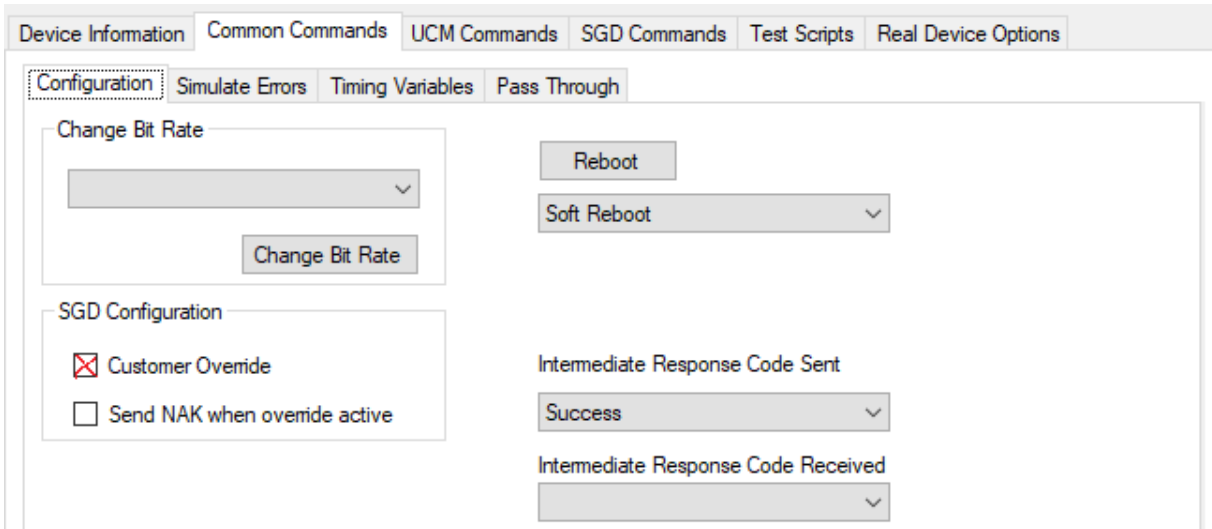 Device Information Common Commands UCM Commands SGD Commands Test Scripts Real Device Options
Configuration Simulate Errors Timing Variables Pass Through
Change Bit Rate
Reboot
Soft Reboot
Change Bit Rate
SGD Configuration
Customer Override
Send NAK when override active
Intermediate Response Code Sent
Success
Intermediate Response Code Received